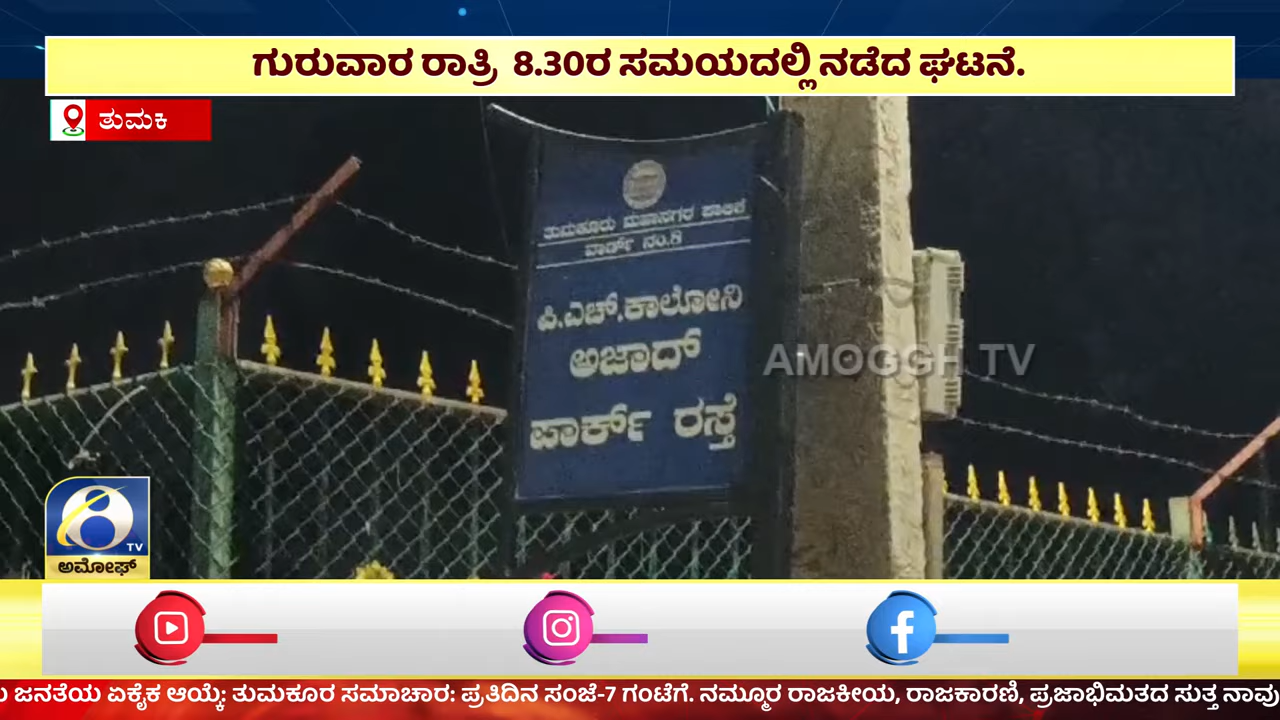 ಗುರುವಾರ ರಾತ್ರಿ 8.30ರ ಸಮಯದಲ್ಲಿ ನಡೆದ ಘಟನೆ.
ತುಮಕಿ
ತುಮಕೂರು ಮಹಾನಗರ ಪಾಲಿಕೆ
ವಾರ್ಡ್ ನಂ.8
ಪಿ.ಎಚ್.ಕಾಲೋನಿ
ಅಜಾದ್
ಪಾರ್ಕ್ ರಸ್ತೆ
AMOGGH TV
8 TV
ಅಮೋಘ್
ಜನತೆಯ ಏಕೈಕ ಆಯ್ಕೆ: ತುಮಕೂರ ಸಮಾಚಾರ: ಪ್ರತಿದಿನ ಸಂಜೆ-7 ಗಂಟೆಗೆ. ನಮ್ಮೂರ ರಾಜಕೀಯ, ರಾಜಕಾರಣಿ, ಪ್ರಜಾಭಿಮತದ ಸುತ್ತ ನಾವು